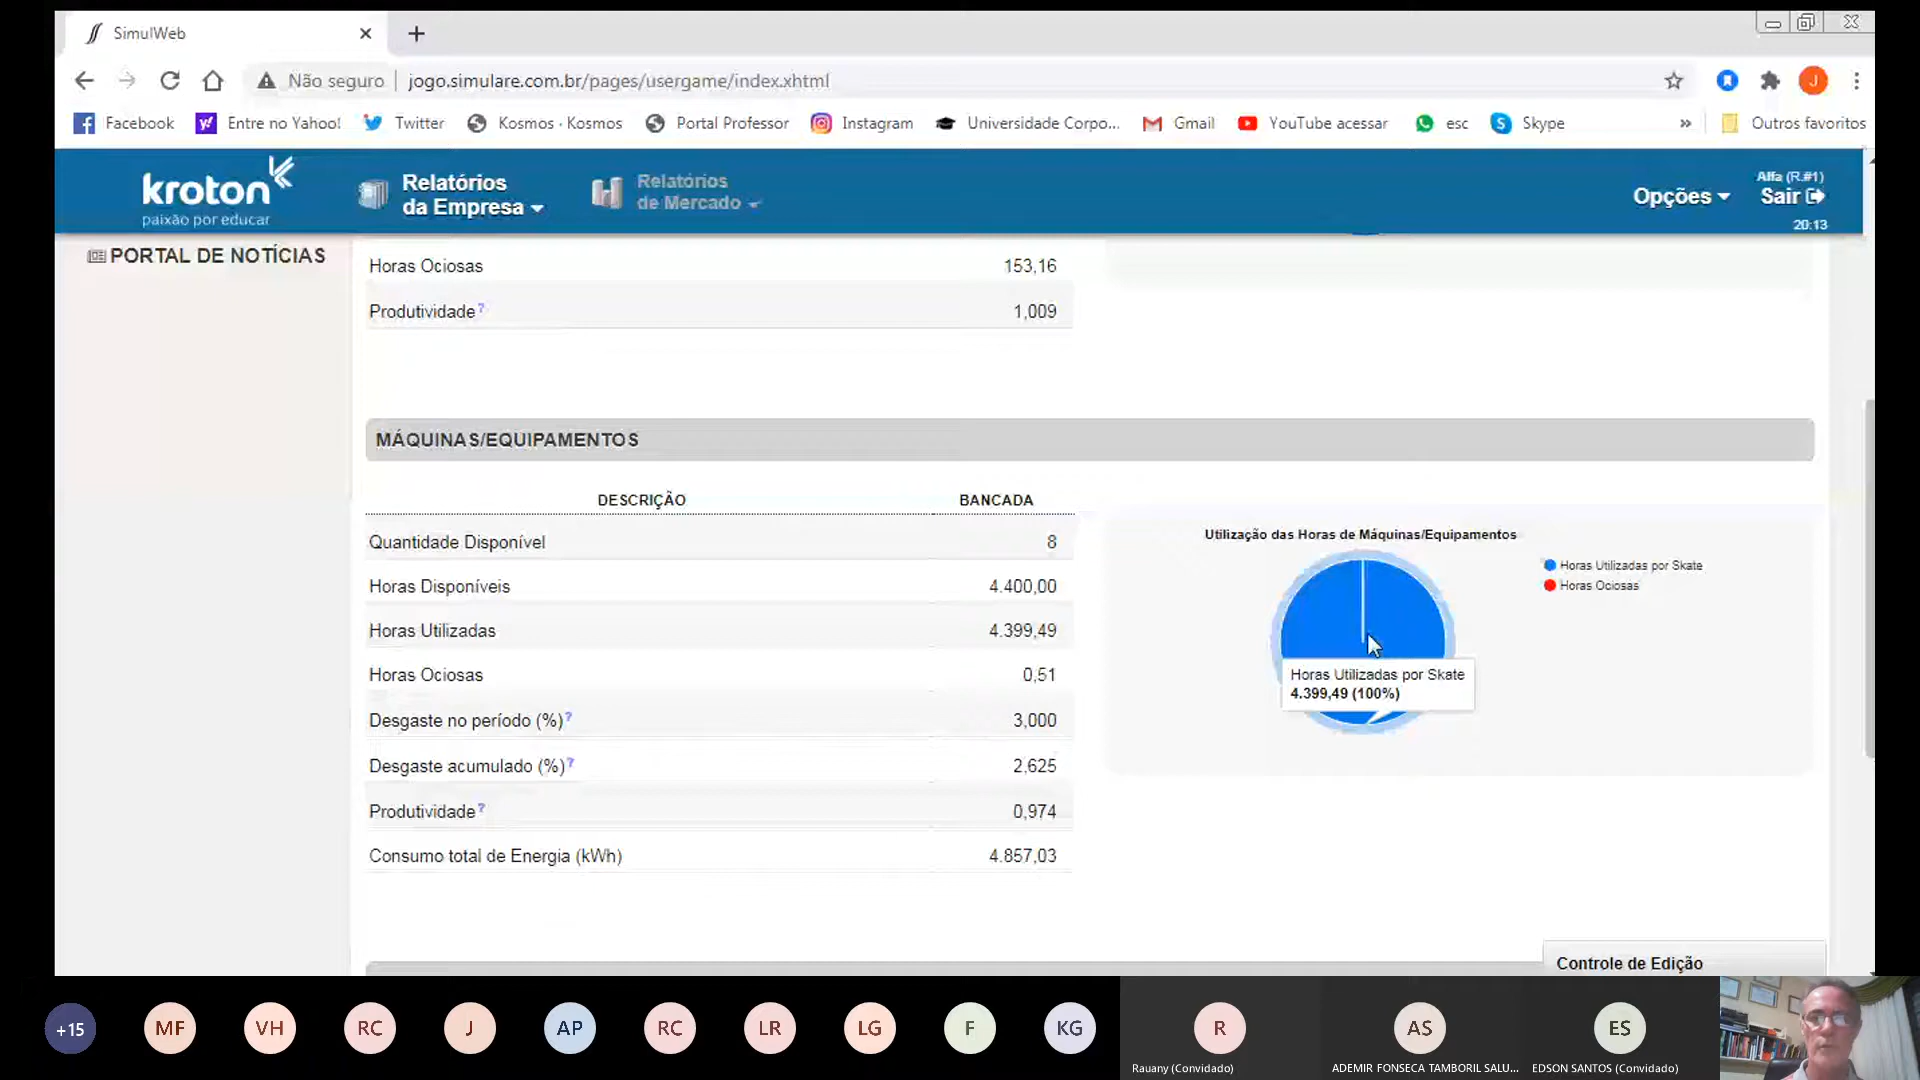 SimulWeb
Não seguro
jogo.simulare.com.br/pages/usergame/index.xhtml
J
Facebook
Entre no Yahoo!
Twitter
Kosmos · Kosmos
Portal Professor
Instagram
Universidade Corpo...
Gmail
YouTube acessar
esc
Skype
»
Outros favoritos
kroton
paixão por educar
Relatórios
da Empresa
Relatórios
de Mercado
Opções
Alfa (R.#1)
Sair
20:13
PORTAL DE NOTÍCIAS
Horas Ociosas 153,16
Produtividade? 1,009
MÁQUINAS/EQUIPAMENTOS
DESCRIÇÃO BANCADA
Quantidade Disponível 8
Horas Disponíveis 4.400,00
Horas Utilizadas 4.399,49
Horas Ociosas 0,51
Desgaste no período (%)? 3,000
Desgaste acumulado (%)? 2,625
Produtividade? 0,974
Consumo total de Energia (kWh) 4.857,03
Utilização das Horas de Máquinas/Equipamentos
Horas Utilizadas por Skate
Horas Ociosas
Horas Utilizadas por Skate
4.399,49 (100%)
Controle de Edição
+15
MF
VH
RC
J
AP
RC
LR
LG
F
KG
R
AS
ES
Rauany (Convidado)
ADEMIR FONSECA TAMBORIL SALU...
EDSON SANTOS (Convidado)